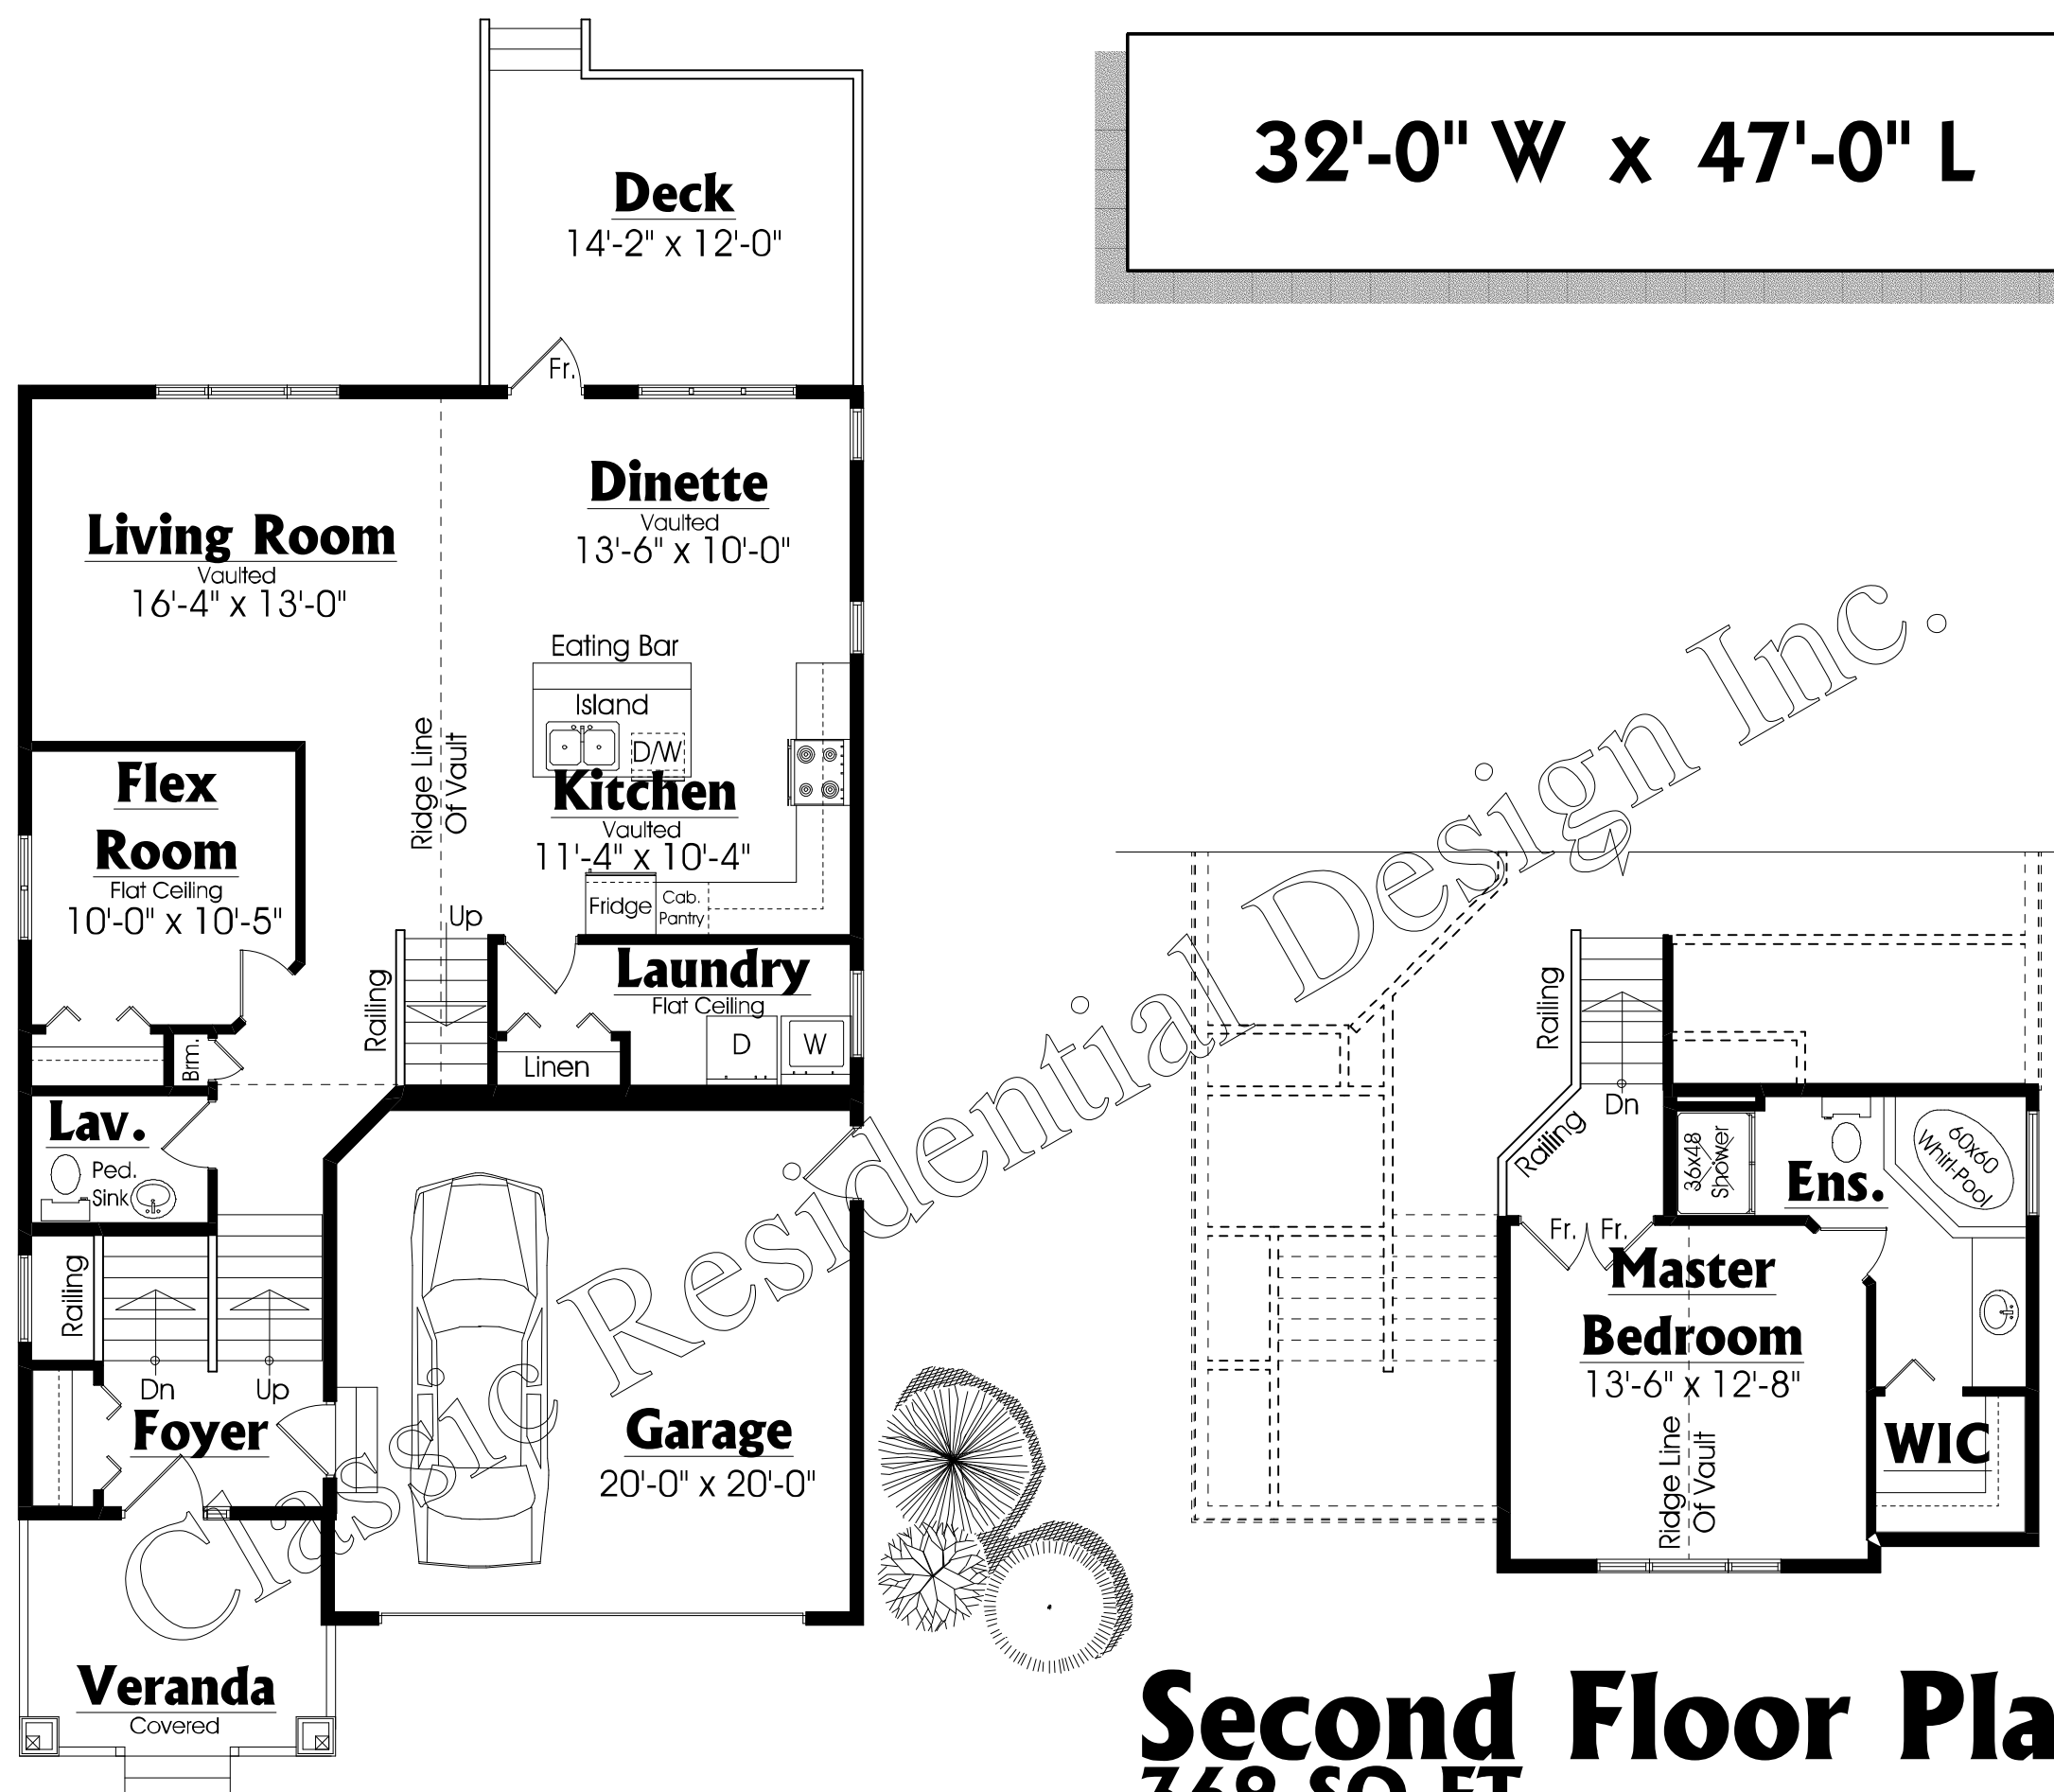 32'-0" W x 47'-0" L
Deck
14'-2" x 12'-0"
Fr.
Living Room
Vaulted
16'-4" x 13'-0"
Dinette
Vaulted
13'-6" x 10'-0"
Eating Bar
Island
D/W
Kitchen
Vaulted
11'-4" x 10'-4"
Ridge Line
Of Vault
Flex
Room
Flat Ceiling
10'-0" x 10'-5"
Fridge
Cab.
Pantry
Up
Railing
Laundry
Flat Ceiling
Linen
D
W
Brm.
Lav.
Ped.
Sink
Railing
Dn
Up
Foyer
Garage
20'-0" x 20'-0"
Veranda
Covered
Classic Residential Design Inc.
Railing
Dn
Railing
36x48
Shower
Ens.
60x60
Whirl-Pool
Fr.
Fr.
Master
Bedroom
13'-6" x 12'-8"
Ridge Line
Of Vault
WIC
Second Floor Pla
368 SQ.FT.